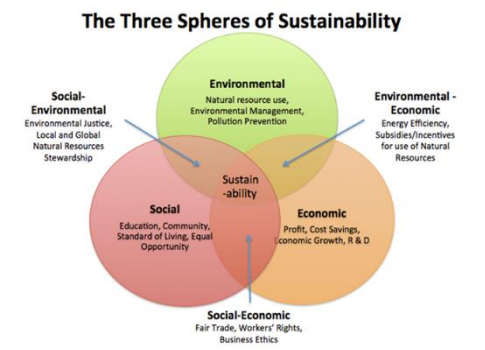 The Three Spheres of Sustainability
Environmental
Natural resource use,
Environmental Management,
Pollution Prevention
Social-
Environmental
Environmental Justice,
Local and Global
Natural Resources
Stewardship
Environmental -
Economic
Energy Efficiency,
Subsidies/Incentives
for use of Natural
Resources
Sustain
-ability
Social
Education, Community,
Standard of Living, Equal
Opportunity
Economic
Profit, Cost Savings,
Economic Growth, R & D
Social-Economic
Fair Trade, Workers' Rights,
Business Ethics